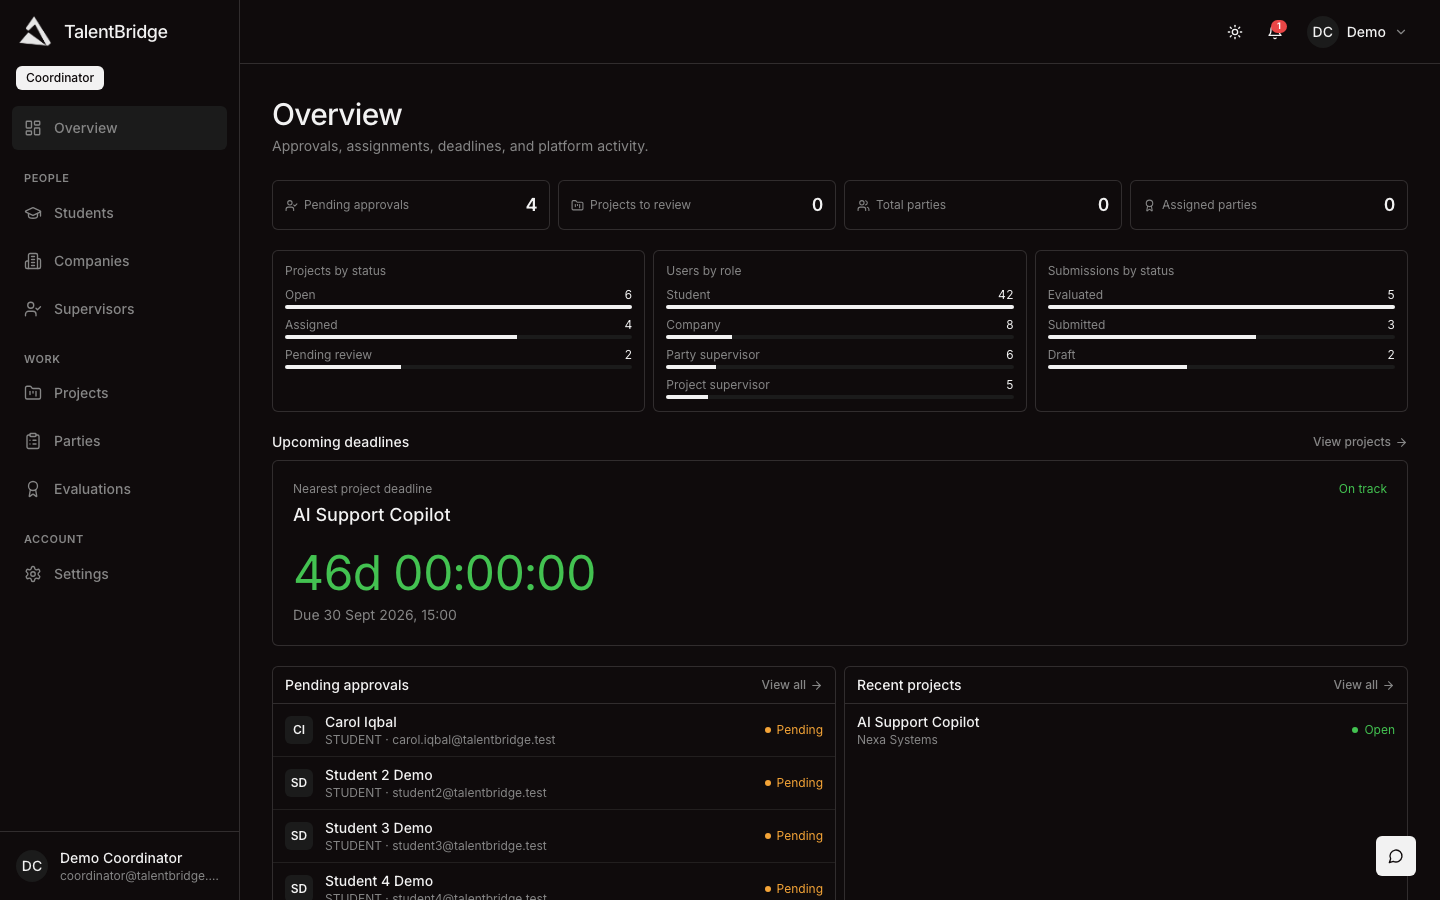 TalentBridge
Coordinator
Overview
PEOPLE
Students
Companies
Supervisors
WORK
Projects
Parties
Evaluations
ACCOUNT
Settings
DC
Demo Coordinator
coordinator@talentbridge....
1
DC Demo
Overview
Approvals, assignments, deadlines, and platform activity.
Pending approvals 4
Projects to review 0
Total parties 0
Assigned parties 0
Projects by status
Open 6
Assigned 4
Pending review 2
Users by role
Student 42
Company 8
Party supervisor 6
Project supervisor 5
Submissions by status
Evaluated 5
Submitted 3
Draft 2
Upcoming deadlines View projects →
Nearest project deadline On track
AI Support Copilot
46d 00:00:00
Due 30 Sept 2026, 15:00
Pending approvals View all →
CI Carol Iqbal
STUDENT · carol.iqbal@talentbridge.test
Pending
SD Student 2 Demo
STUDENT · student2@talentbridge.test
Pending
SD Student 3 Demo
STUDENT · student3@talentbridge.test
Pending
SD Student 4 Demo
STUDENT · student4@talentbridge.test
Pending
Recent projects View all →
AI Support Copilot
Nexa Systems
Open